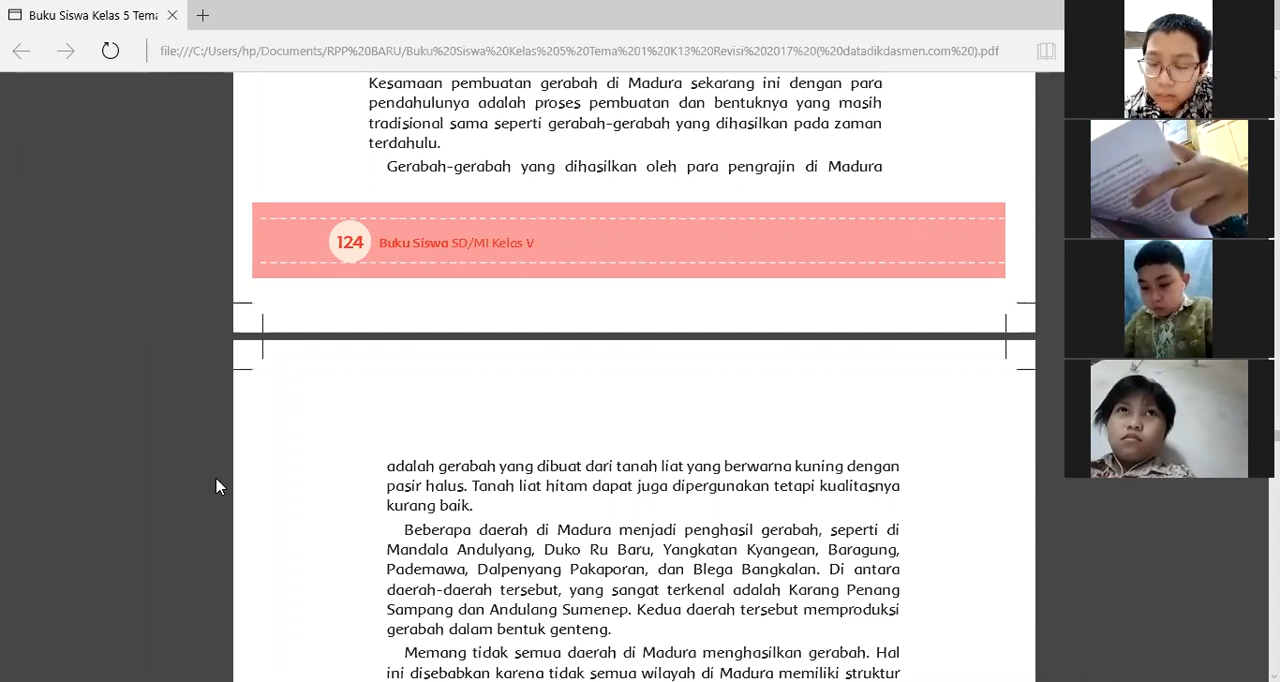 Buku Siswa Kelas 5 Tema
file:///C:/Users/hp/Documents/RPP%20BARU/Buku%20Siswa%20Kelas%205%20Tema%201%20K13%20Revisi%202017%20(%20datadikdasmen.com%20).pdf
Kesamaan pembuatan gerabah di Madura sekarang ini dengan para
pendahulunya adalah proses pembuatan dan bentuknya yang masih
tradisional sama seperti gerabah-gerabah yang dihasilkan pada zaman
terdahulu.
Gerabah-gerabah yang dihasilkan oleh para pengrajin di Madura
124 Buku Siswa SD/MI Kelas V
adalah gerabah yang dibuat dari tanah liat yang berwarna kuning dengan
pasir halus. Tanah liat hitam dapat juga dipergunakan tetapi kualitasnya
kurang baik.
Beberapa daerah di Madura menjadi penghasil gerabah, seperti di
Mandala Andulyang, Duko Ru Baru, Yangkatan Kyangean, Baragung,
Pademawa, Dalpenyang Pakaporan, dan Blega Bangkalan. Di antara
daerah-daerah tersebut, yang sangat terkenal adalah Karang Penang
Sampang dan Andulang Sumenep. Kedua daerah tersebut memproduksi
gerabah dalam bentuk genteng.
Memang tidak semua daerah di Madura menghasilkan gerabah. Hal
ini disebabkan karena tidak semua wilayah di Madura memiliki struktur